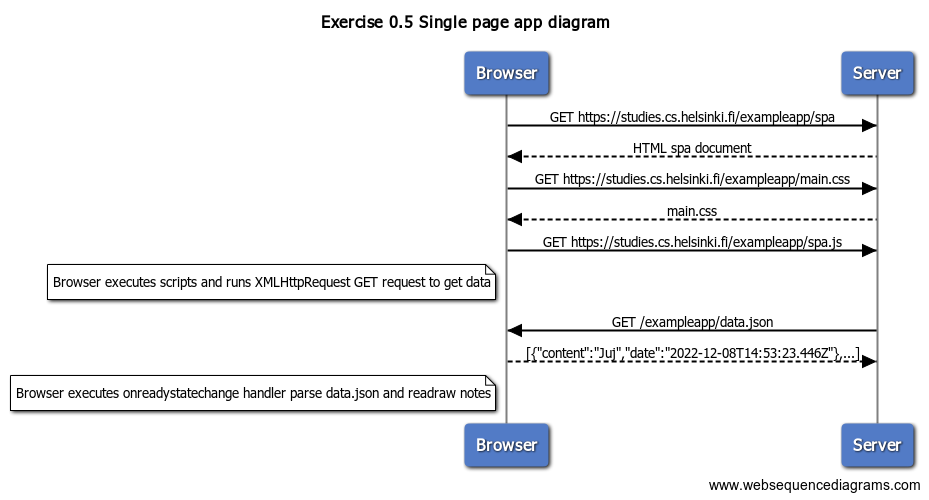 Exercise 0.5 Single page app diagram
Browser
Server
GET https://studies.cs.helsinki.fi/exampleapp/spa
HTML spa document
GET https://studies.cs.helsinki.fi/exampleapp/main.css
main.css
GET https://studies.cs.helsinki.fi/exampleapp/spa.js
Browser executes scripts and runs XMLHttpRequest GET request to get data
GET /exampleapp/data.json
[{"content":"Juj","date":"2022-12-08T14:53:23.446Z"},...]
Browser executes onreadystatechange handler parse data.json and readraw notes
Browser
Server
www.websequencediagrams.com